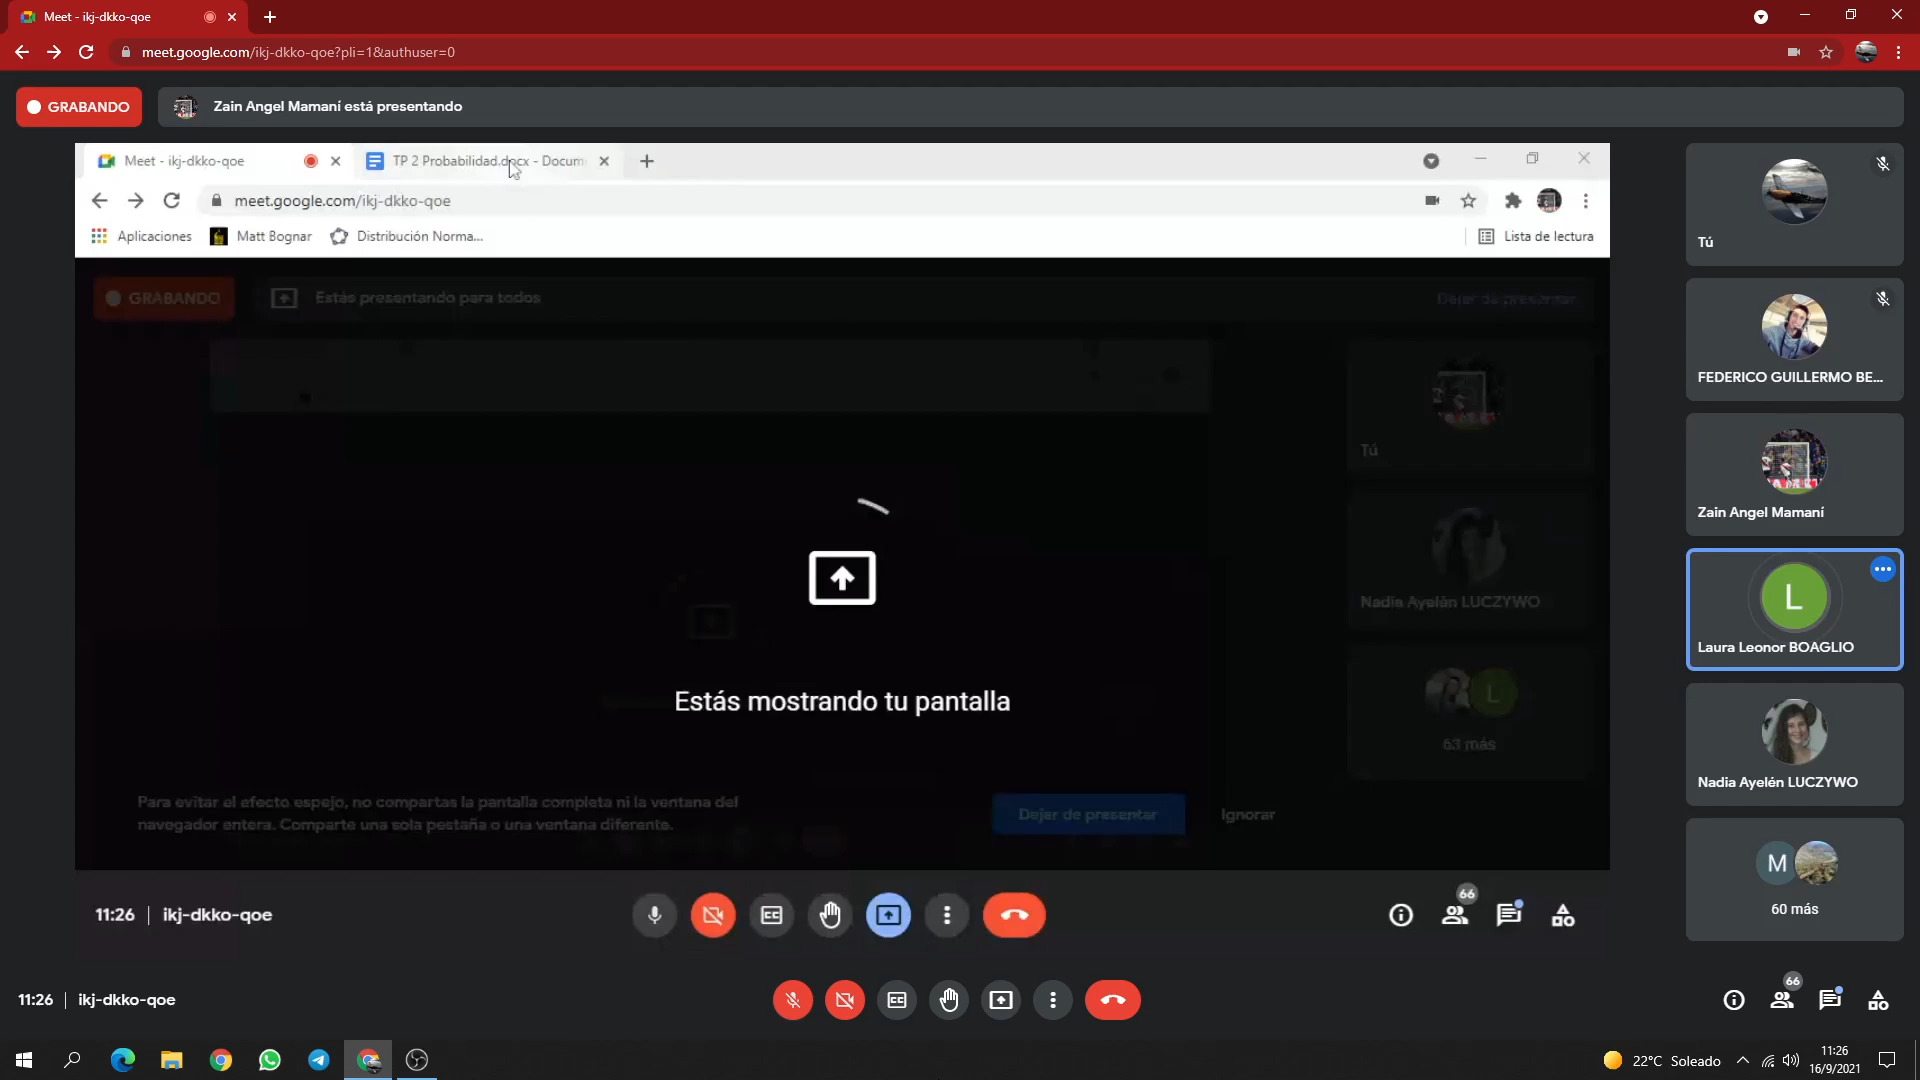 Meet - ikj-dkko-qoe
meet.google.com/ikj-dkko-qoe?pli=1&authuser=0
GRABANDO
Zain Angel Mamaní está presentando
Meet - ikj-dkko-qoe
TP 2 Probabilidad.docx - Docum
meet.google.com/ikj-dkko-qoe
Aplicaciones
Matt Bognar
Distribución Norma...
Lista de lectura
GRABANDO
Estás presentando para todos
Dejar de presentar
Tú
Nadia Ayelén LUCZYWO
L
63 más
Estás mostrando tu pantalla
Para evitar el efecto espejo, no compartas la pantalla completa ni la ventana del
navegador entera. Comparte una sola pestaña o una ventana diferente.
Dejar de presentar
Ignorar
11:26 | ikj-dkko-qoe
66
Tú
FEDERICO GUILLERMO BE...
Zain Angel Mamaní
L
Laura Leonor BOAGLIO
Nadia Ayelén LUCZYWO
M
60 más
11:26 | ikj-dkko-qoe
66
22°C Soleado
11:26
16/9/2021